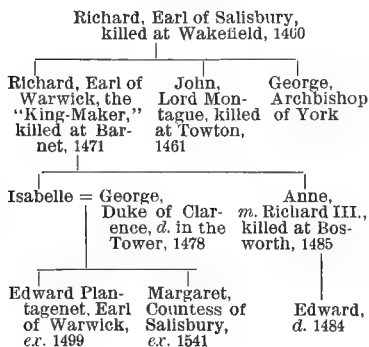 Richard, Earl of Salisbury,
killed at Wakefield, 1460
Richard, Earl of
Warwick, the
"King-Maker,"
killed at Bar-
net, 1471
John,
Lord Mon-
tague, killed
at Towton,
1461
George,
Archbishop
of York
Isabelle = George,
Duke of Clar-
ence, d. in the
Tower, 1478
Anne,
m. Richard III.,
killed at Bos-
worth, 1485
Edward Plan-
tagenet, Earl
of Warwick,
ex. 1499
Margaret,
Countess of
Salisbury,
ex. 1541
Edward,
d. 1484